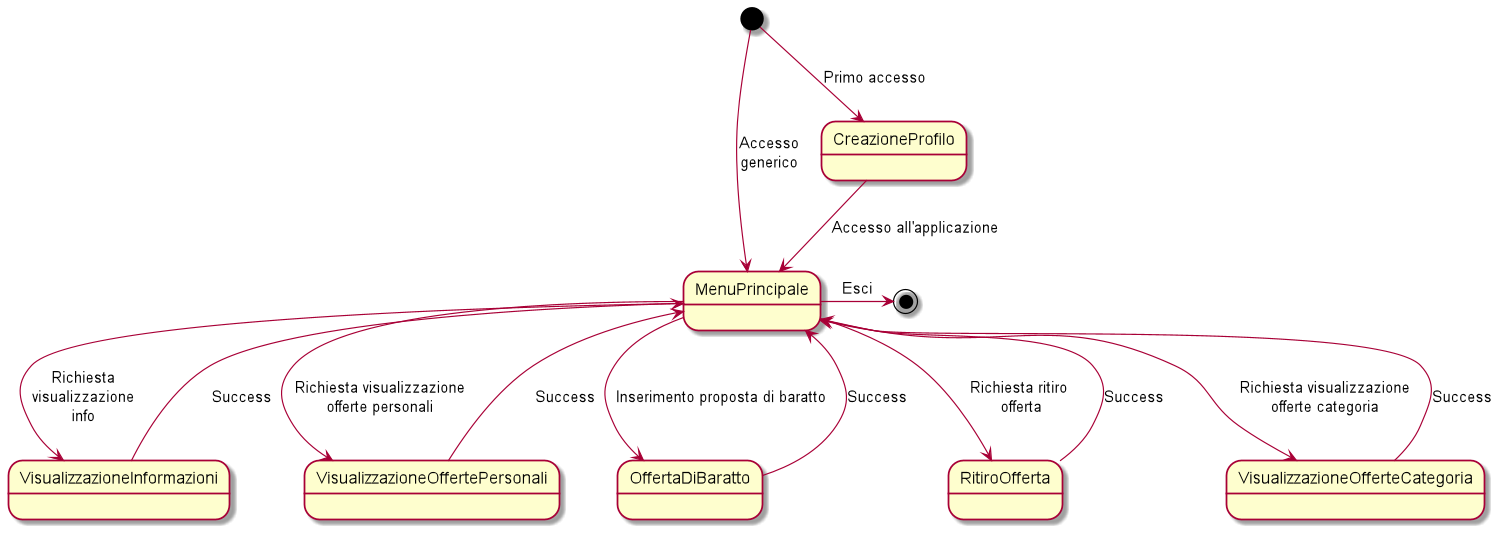 Primo accesso
Accesso
generico
CreazioneProfilo
Accesso all'applicazione
MenuPrincipale
Esci
Richiesta
visualizzazione
info
Success
Richiesta visualizzazione
offerte personali
Success
Inserimento proposta di baratto
Success
Richiesta ritiro
offerta
Success
Richiesta visualizzazione
offerte categoria
Success
VisualizzazioneInformazioni
VisualizzazioneOffertePersonali
OffertaDiBaratto
RitiroOfferta
VisualizzazioneOfferteCategoria